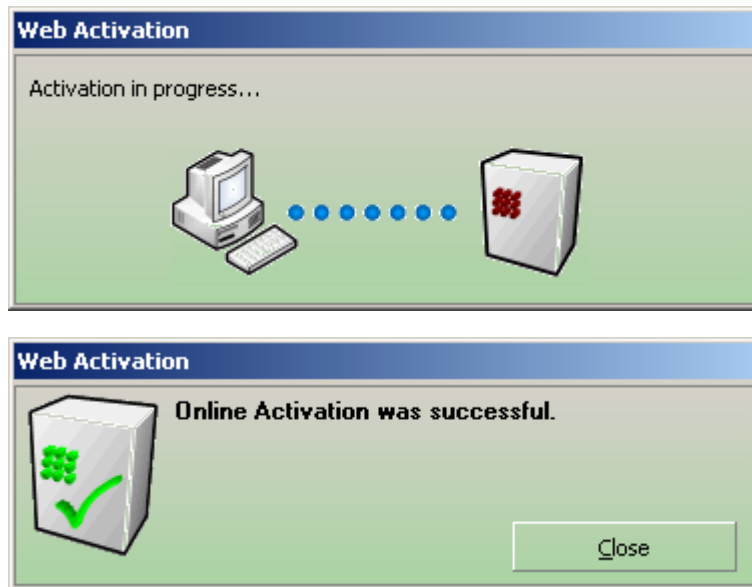 Web Activation
Activation in progress...
Web Activation
Online Activation was successful.
Close